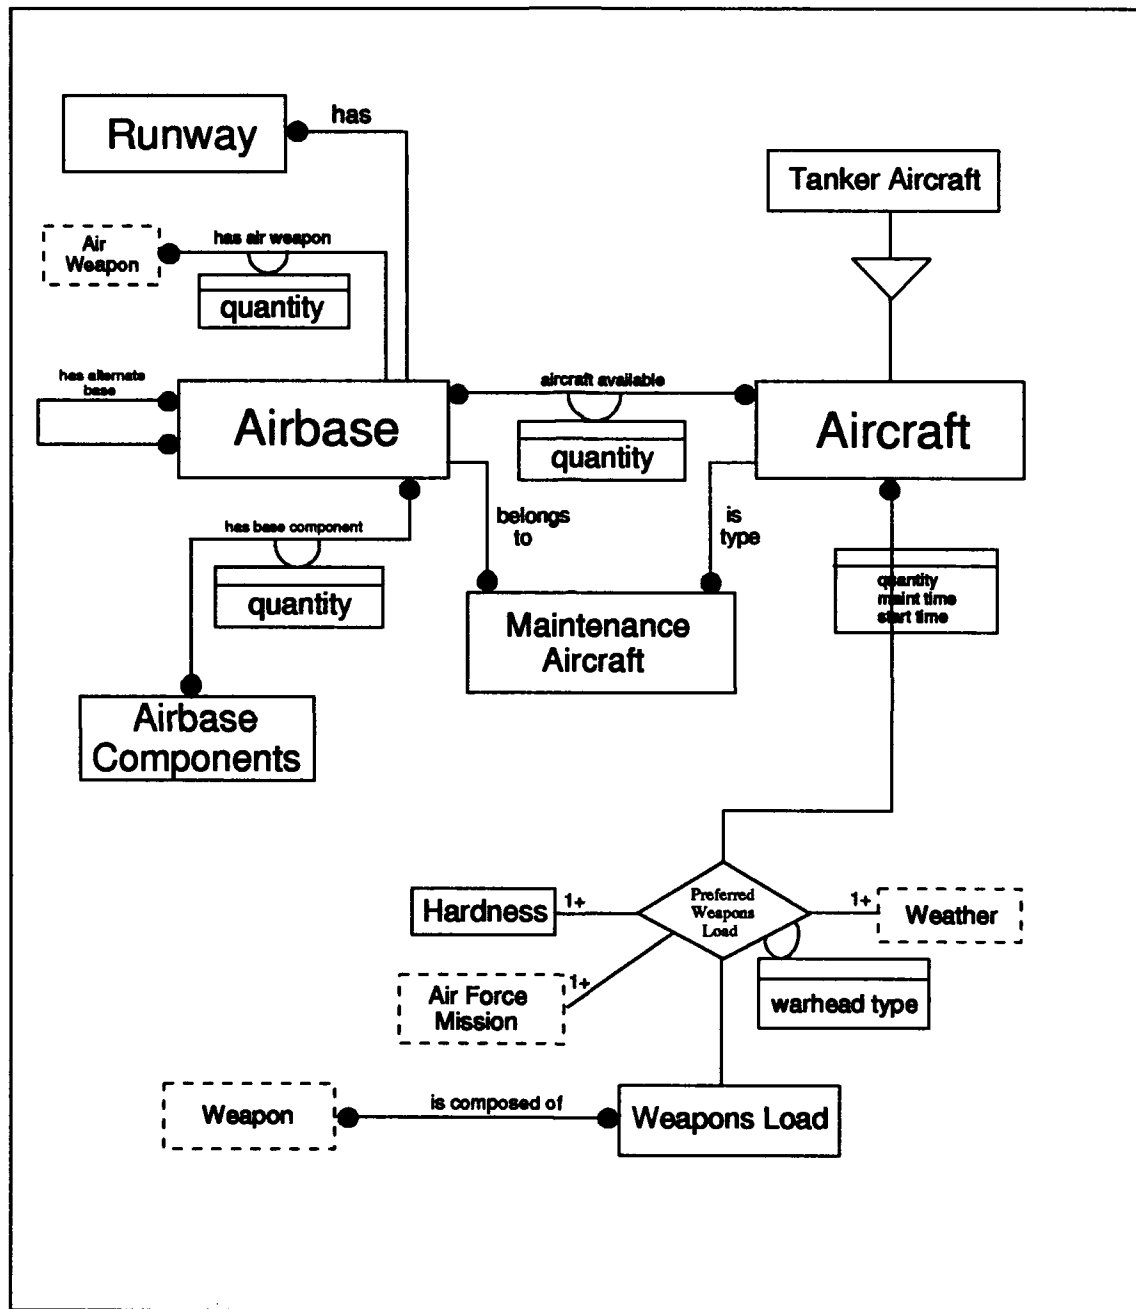 has
Runway
Tanker Aircraft
Air
Weapon
has air weapon
quantity
has alternate
base
aircraft available
Airbase
Aircraft
quantity
belongs
to
is
type
has base component
quantity
quantity
maint time
start time
Maintenance
Aircraft
Airbase
Components
Preferred
Weapons
Load
Hardness
1+
1+
Weather
1+
Air Force
Mission
warhead type
Weapon
is composed of
Weapons Load